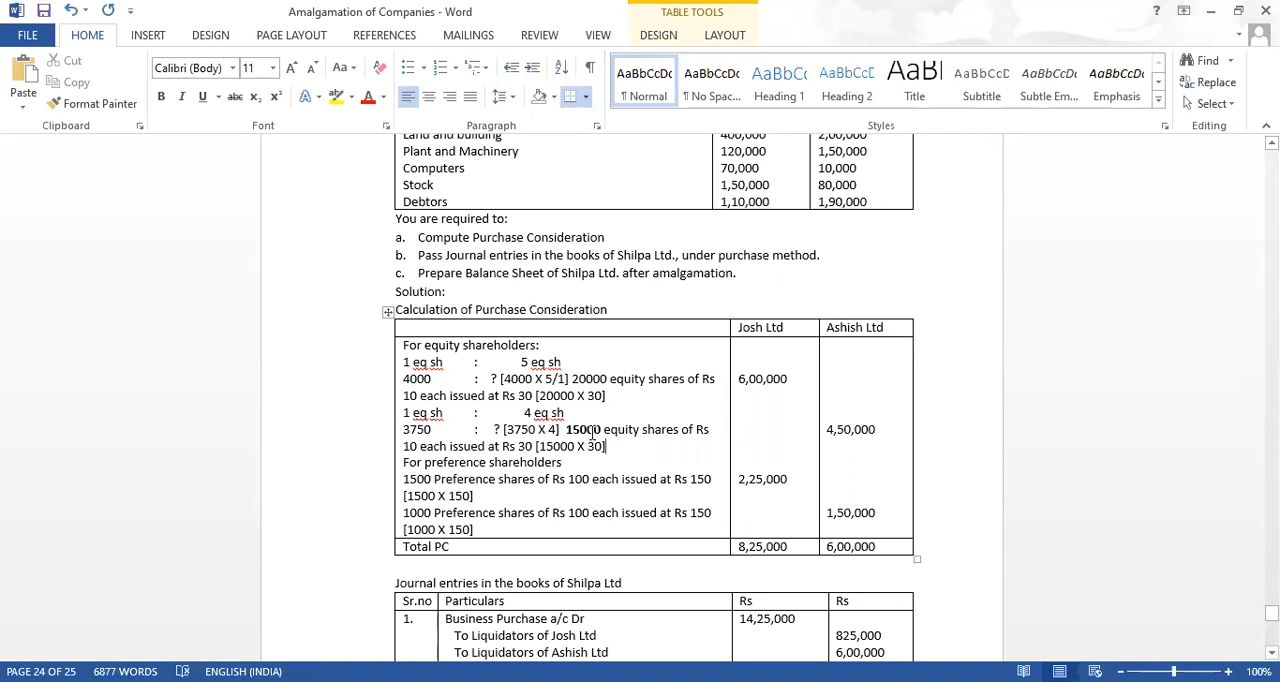 Amalgamation of Companies - Word
TABLE TOOLS
FILE HOME INSERT DESIGN PAGE LAYOUT REFERENCES MAILINGS REVIEW VIEW DESIGN LAYOUT
Paste
Cut
Copy
Format Painter
Clipboard
Calibri (Body) 11
Font
Paragraph
AaBbCcDc AaBbCcDc AaBbCc AaBbCcC AaBI AaBbCcC AaBbCcDc AaBbCcDc
¶ Normal ¶ No Spac... Heading 1 Heading 2 Title Subtitle Subtle Em... Emphasis
Styles
Find
Replace
Select
Editing
Land and building 400,000 2,00,000
Plant and Machinery 120,000 1,50,000
Computers 70,000 10,000
Stock 1,50,000 80,000
Debtors 1,10,000 1,90,000
You are required to:
a. Compute Purchase Consideration
b. Pass Journal entries in the books of Shilpa Ltd., under purchase method.
c. Prepare Balance Sheet of Shilpa Ltd. after amalgamation.
Solution:
Calculation of Purchase Consideration
Josh Ltd Ashish Ltd
For equity shareholders:
1 eq sh : 5 eq sh
4000 : ? [4000 X 5/1] 20000 equity shares of Rs 6,00,000
10 each issued at Rs 30 [20000 X 30]
1 eq sh : 4 eq sh
3750 : ? [3750 X 4] 15000 equity shares of Rs 4,50,000
10 each issued at Rs 30 [15000 X 30]
For preference shareholders
1500 Preference shares of Rs 100 each issued at Rs 150 2,25,000
[1500 X 150]
1000 Preference shares of Rs 100 each issued at Rs 150 1,50,000
[1000 X 150]
Total PC 8,25,000 6,00,000
Journal entries in the books of Shilpa Ltd
Sr.no Particulars Rs Rs
1. Business Purchase a/c Dr 14,25,000
To Liquidators of Josh Ltd 825,000
To Liquidators of Ashish Ltd 6,00,000
PAGE 24 OF 25 6877 WORDS ENGLISH (INDIA) 100%